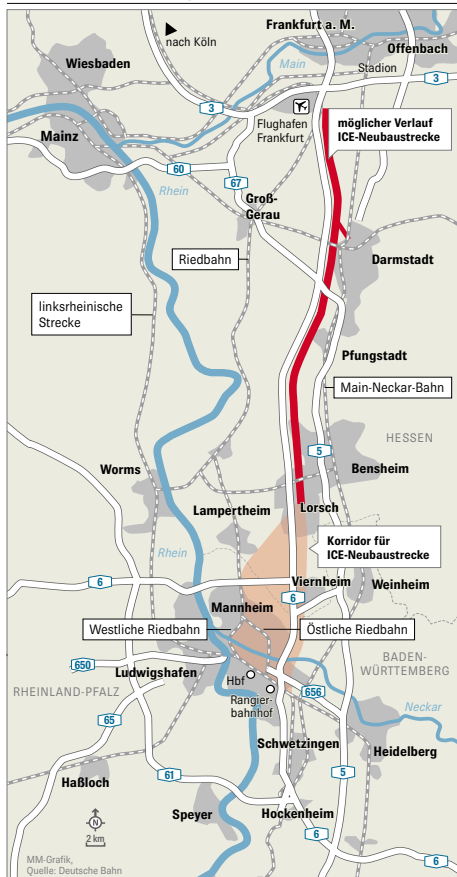 Frankfurt a. M.
nach Köln
Offenbach
Main
Stadion
Wiesbaden
3
3
Flughafen
Frankfurt
möglicher Verlauf
ICE-Neubaustrecke
Mainz
60
67
Rhein
Groß-
Gerau
Riedbahn
Darmstadt
linksrheinische
Strecke
Pfungstadt
Main-Neckar-Bahn
HESSEN
5
Bensheim
Worms
Lorsch
Lampertheim
Korridor für
ICE-Neubaustrecke
Rhein
6
Viernheim
Weinheim
6
Mannheim
Westliche Riedbahn
Östliche Riedbahn
BADEN-
WÜRTTEMBERG
650
Ludwigshafen
Hbf
656
RHEINLAND-PFALZ
Rangier-
bahnhof
Neckar
65
Schwetzingen
Heidelberg
61
5
Haßloch
Speyer
Hockenheim
N
2 km
6
6
MM-Grafik,
Quelle: Deutsche Bahn